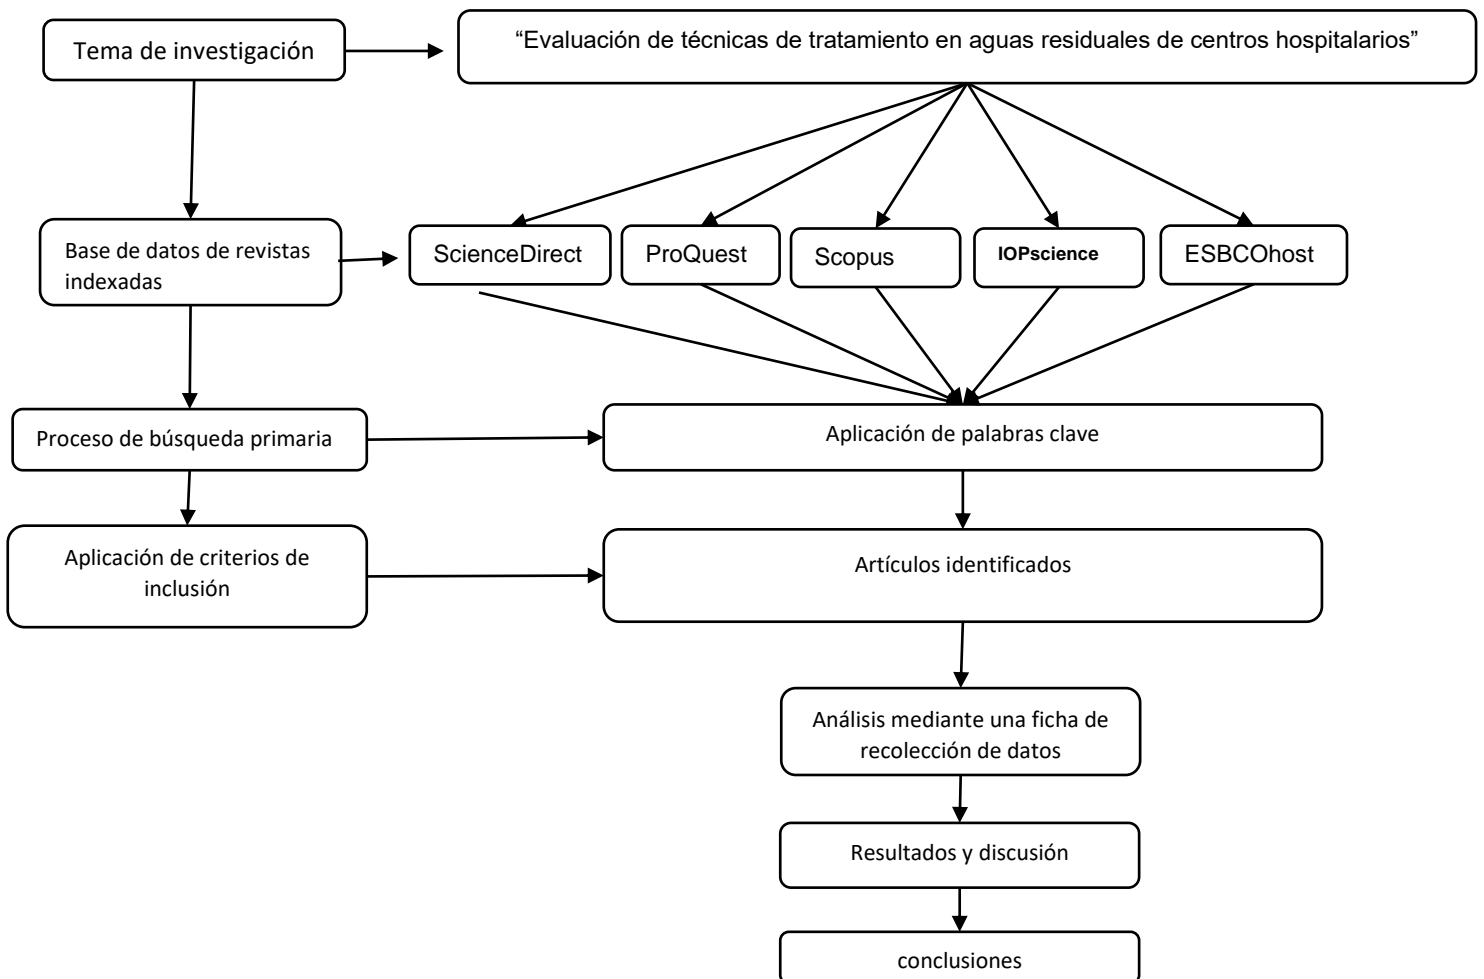 Tema de investigación
“Evaluación de técnicas de tratamiento en aguas residuales de centros hospitalarios”
Base de datos de revistas
indexadas
ScienceDirect
ProQuest
Scopus
IOPscience
ESBCOhost
Proceso de búsqueda primaria
Aplicación de palabras clave
Aplicación de criterios de
inclusión
Artículos identificados
Análisis mediante una ficha de
recolección de datos
Resultados y discusión
conclusiones